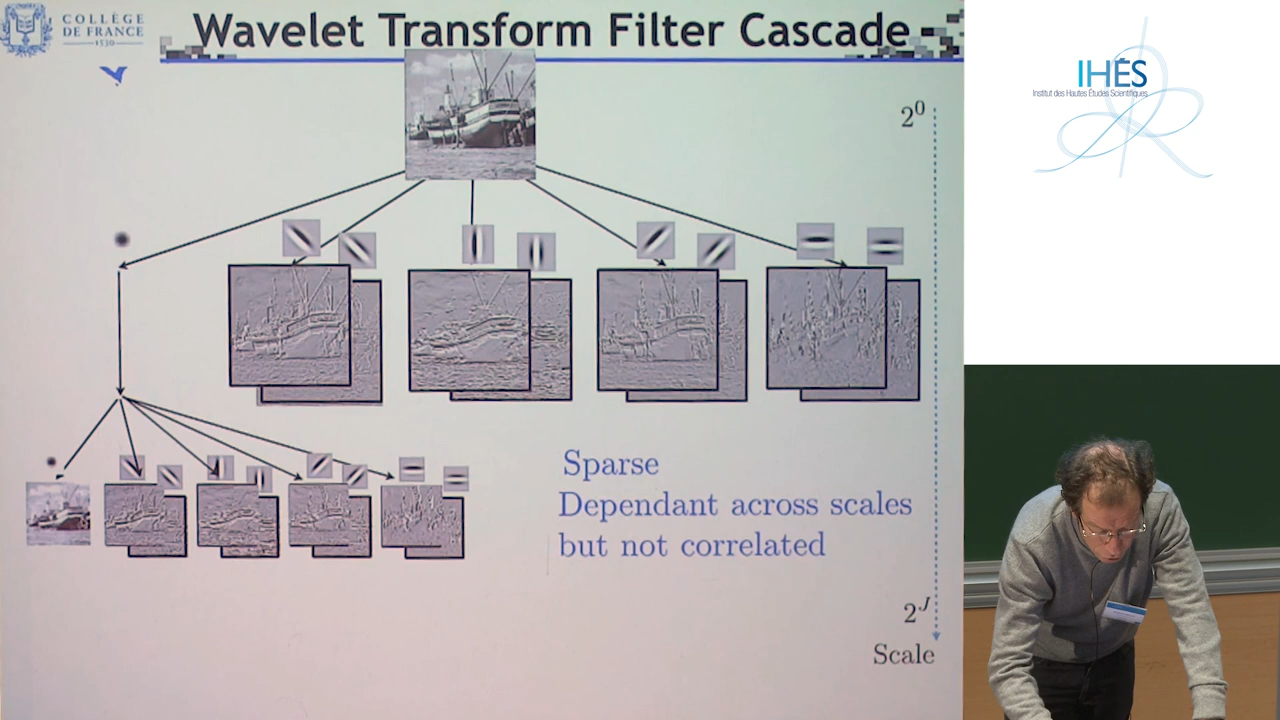 COLLÈGE
DE FRANCE
1530
Wavelet Transform Filter Cascade
2^0
Sparse
Dependant across scales
but not correlated
2^J
Scale
IHES
Institut des Hautes Études Scientifiques